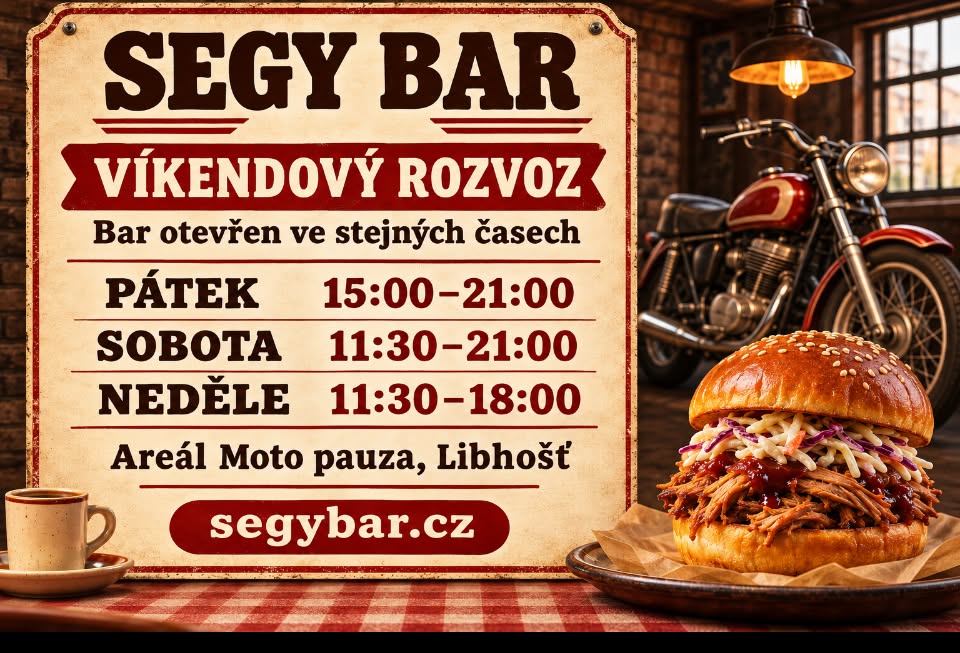 SEGY BAR
VÍKENDOVÝ ROZVOZ
Bar otevřen ve stejných časech
PÁTEK 15:00–21:00
SOBOTA 11:30–21:00
NEDĚLE 11:30–18:00
Areál Moto pauza, Libhošť
segybar.cz